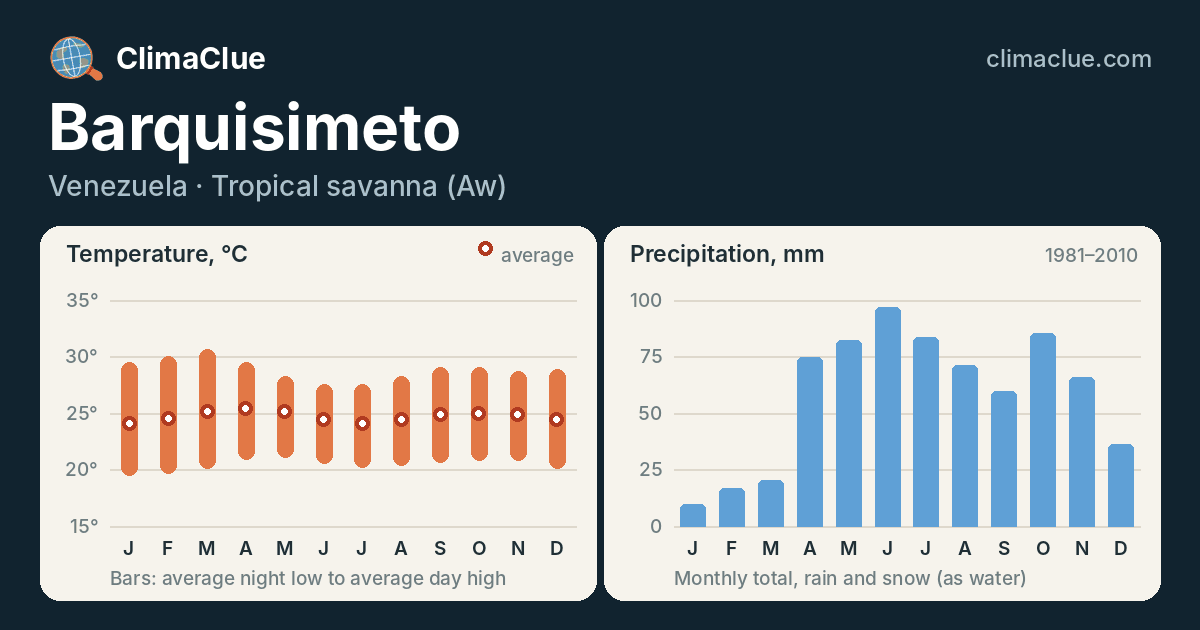 ClimaClue
climaclue.com
Barquisimeto
Venezuela · Tropical savanna (Aw)
Temperature, °C
average
35°
30°
25°
20°
15°
J F M A M J J A S O N D
Bars: average night low to average day high
Precipitation, mm
1981–2010
100
75
50
25
0
J F M A M J J A S O N D
Monthly total, rain and snow (as water)